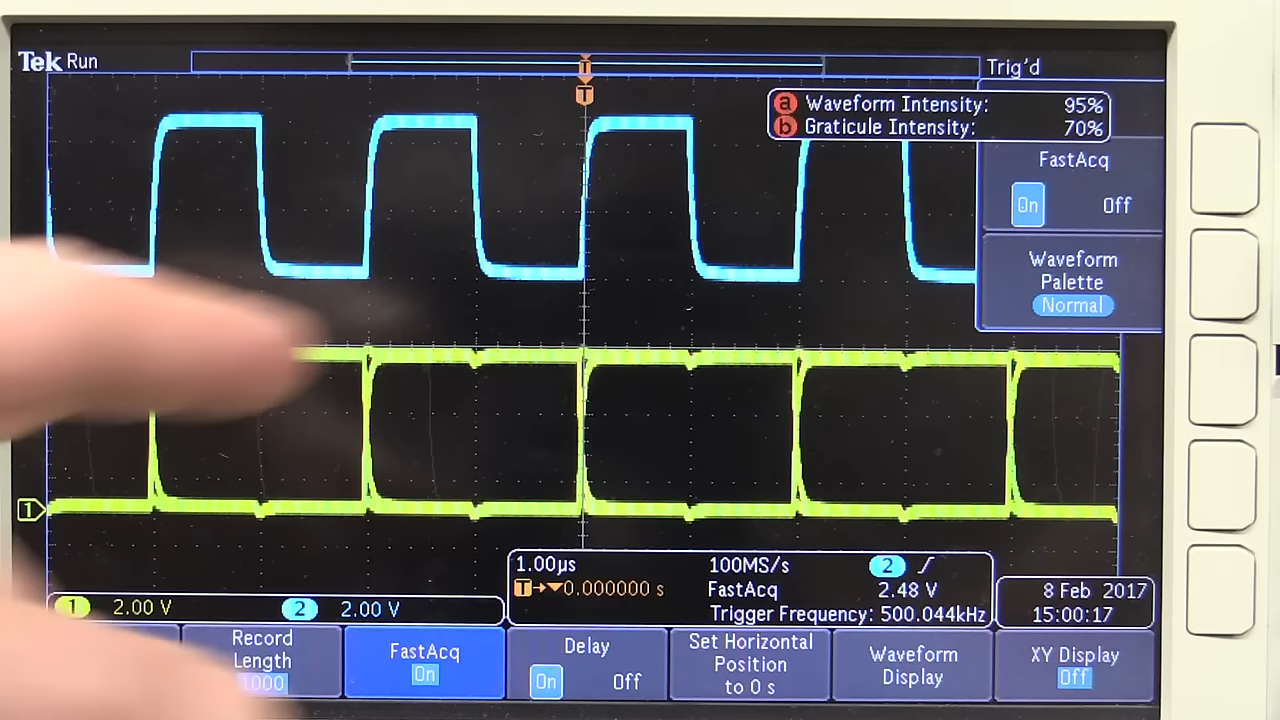 Tek Run
T
Trig'd
T
a Waveform Intensity: 95%
b Graticule Intensity: 70%
FastAcq
On Off
Waveform
Palette
Normal
1
1.00µs 100MS/s 2
T 0.000000 s FastAcq 2.48 V
Trigger Frequency: 500.044kHz
8 Feb 2017
15:00:17
1 2.00 V 2 2.00 V
Record
Length
1000
FastAcq
On
Delay
On Off
Set Horizontal
Position
to 0 s
Waveform
Display
XY Display
Off